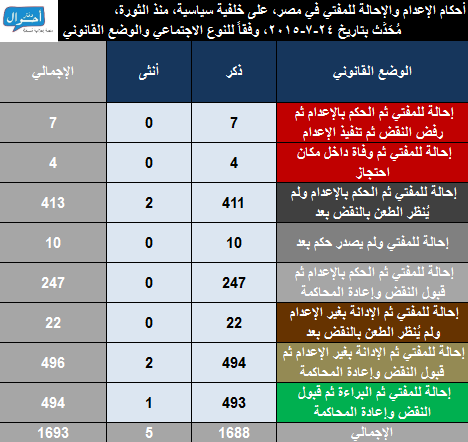 أحكام الإعدام والإحالة للمفتي في مصر، على خلفية سياسية، منذ الثورة،
مُحَدَّث بتاريخ ٢٤-٧-٢٠١٥، وفقاً للنوع الاجتماعي والوضع القانوني
الوضع القانوني ذكر أنثى الإجمالي
إحالة للمفتي ثم الحكم بالإعدام ثم
رفض النقض ثم تنفيذ الإعدام
7 0 7
إحالة للمفتي ثم وفاة داخل مكان
احتجاز
4 0 4
إحالة للمفتي ثم الحكم بالإعدام ولم
يُنظر الطعن بالنقض بعد
411 2 413
إحالة للمفتي ولم يصدر حكم بعد 10 0 10
إحالة للمفتي ثم الحكم بالإعدام ثم
قبول النقض وإعادة المحاكمة
247 0 247
إحالة للمفتي ثم الإدانة بغير الإعدام
ولم يُنظر الطعن بالنقض بعد
22 0 22
إحالة للمفتي ثم الإدانة بغير الإعدام ثم
قبول النقض وإعادة المحاكمة
494 2 496
إحالة للمفتي ثم البراءة ثم قبول
النقض وإعادة المحاكمة
493 1 494
الإجمالي 1688 5 1693